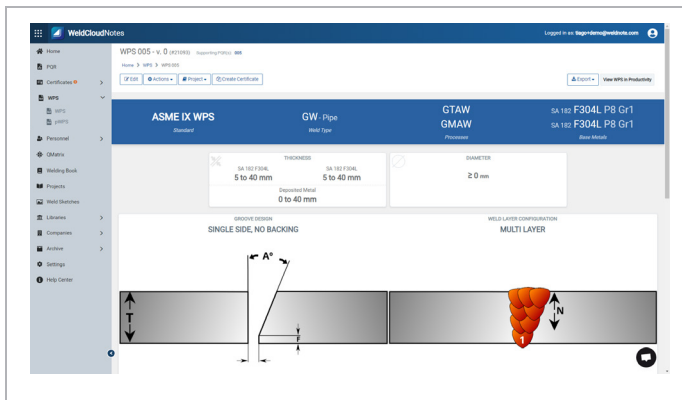 WeldCloudNotes
Logged in as: tiago+demo@weldnote.com
Home
PQR
Certificates
WPS
WPS
pWPS
Personnel
QMatrix
Welding Book
Projects
Weld Sketches
Libraries
Companies
Archive
Settings
Help Center
WPS 005 - v. 0 (#21093) Supporting PQR(s): 005
Home > WPS > WPS 005
Edit Actions Project Create Certificate
Export View WPS in Productivity
ASME IX WPS
Standard
GW - Pipe
Weld Type
GTAW
GMAW
Processes
SA 182 F304L P8 Gr1
SA 182 F304L P8 Gr1
Base Metals
THICKNESS
SA 182 F304L SA 182 F304L
5 to 40 mm 5 to 40 mm
Deposited Metal
0 to 40 mm
DIAMETER
≥ 0 mm
GROOVE DESIGN
SINGLE SIDE, NO BACKING
WELD LAYER CONFIGURATION
MULTI LAYER
A°
T
F
N
1